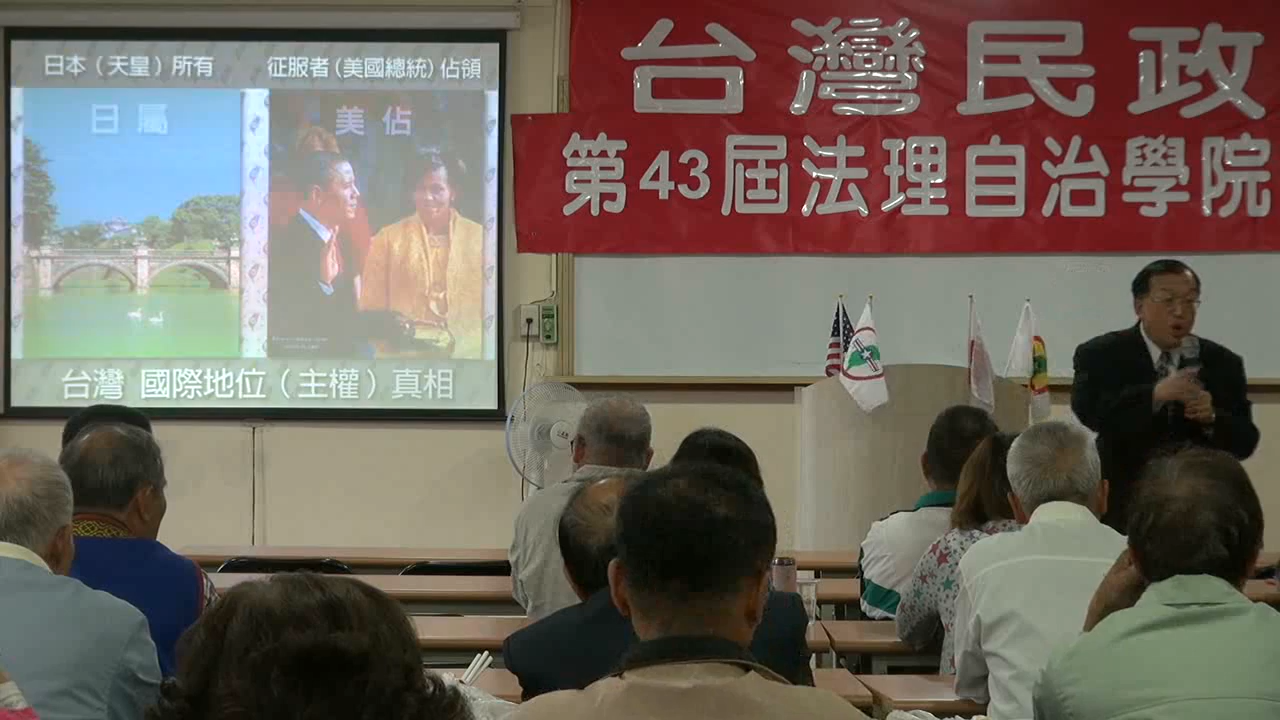 日本（天皇）所有
征服者（美國總統）佔領
日屬
美佔
台灣 國際地位（主權）真相
台灣民政
第43屆法理自治學院